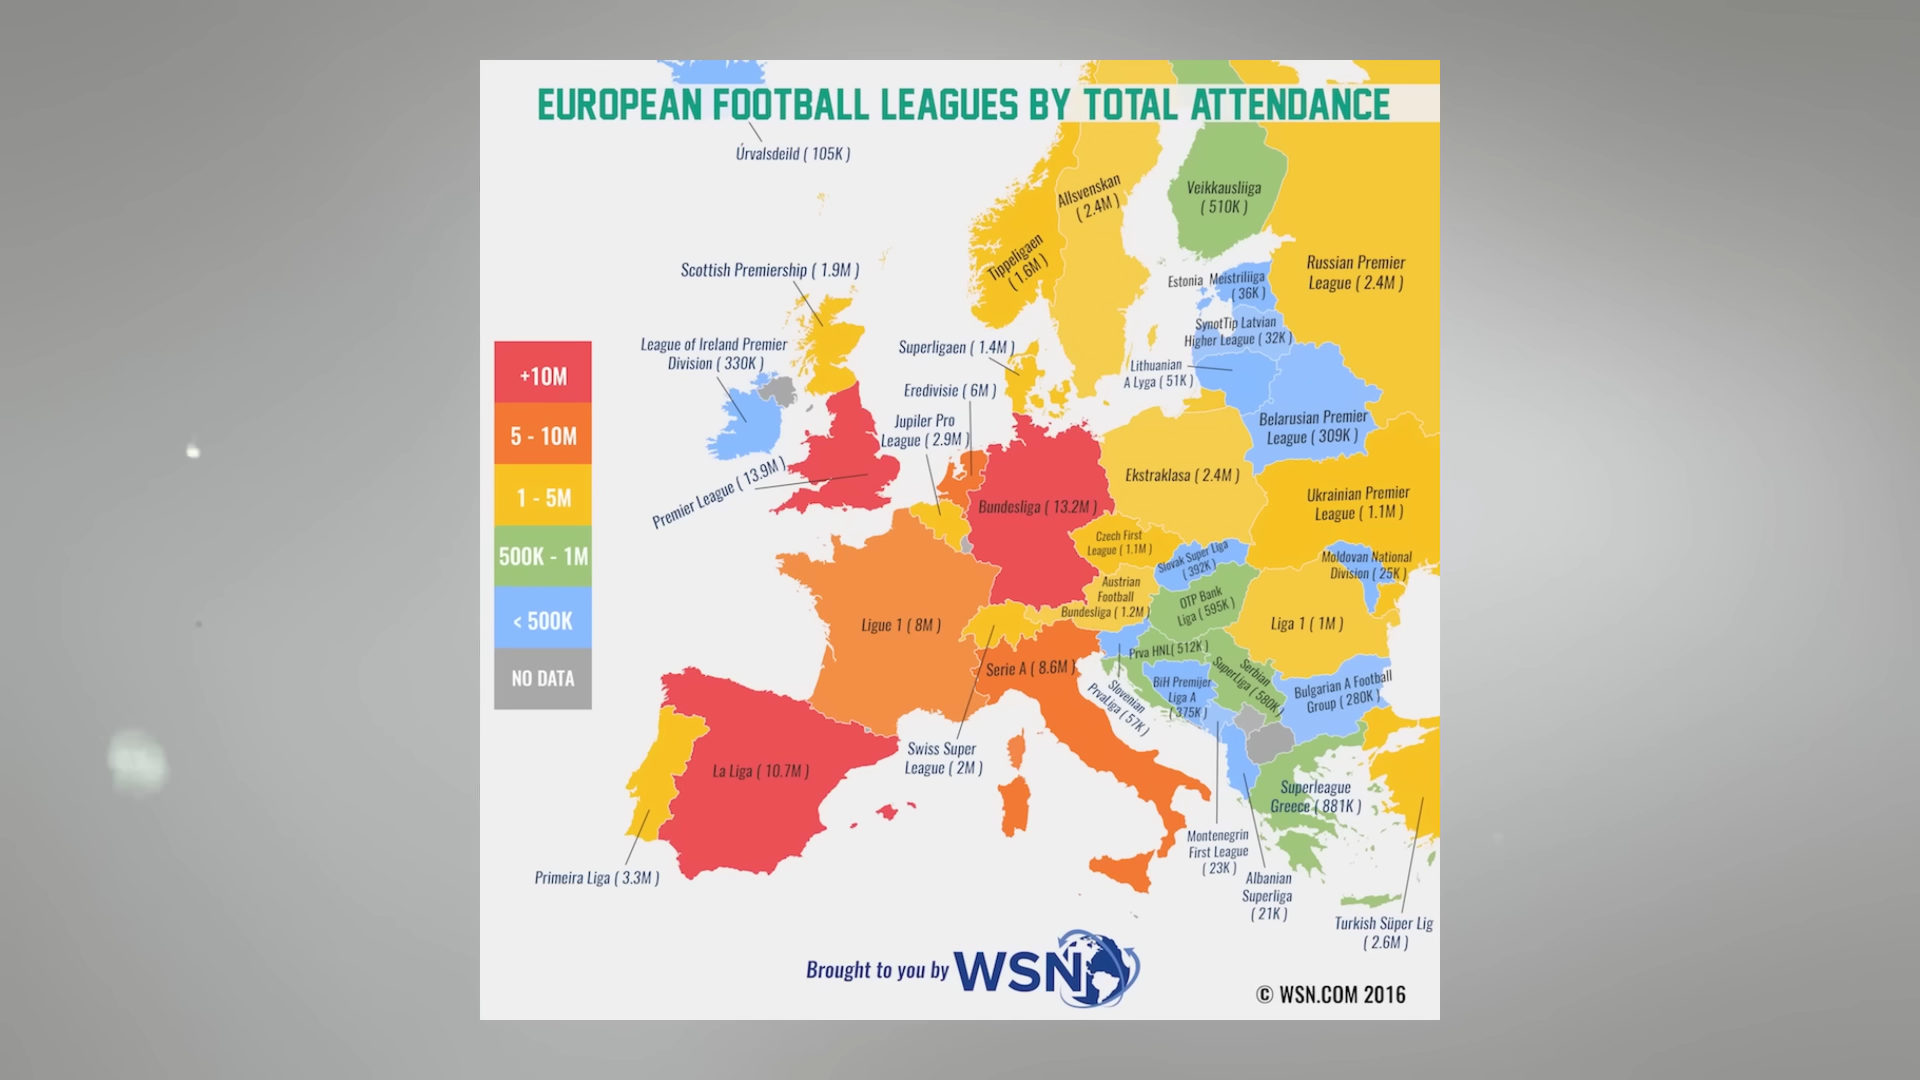 EUROPEAN FOOTBALL LEAGUES BY TOTAL ATTENDANCE
Úrvalsdeild ( 105K )
Allsvenskan
( 2.4M )
Veikkausliiga
( 510K )
Tippeligaen
( 1.6M )
Russian Premier
League ( 2.4M )
Scottish Premiership ( 1.9M )
Estonia Meistriliiga
( 36K )
SynotTip Latvian
Higher League ( 32K )
League of Ireland Premier
Division ( 330K )
Superligaen ( 1.4M )
Lithuanian
A Lyga ( 51K )
Eredivisie ( 6M )
Jupiler Pro
League ( 2.9M )
Belarusian Premier
League ( 309K )
+10M
5 - 10M
1 - 5M
500K - 1M
< 500K
NO DATA
Premier League ( 13.9M )
Bundesliga ( 13.2M )
Ekstraklasa ( 2.4M )
Ukrainian Premier
League ( 1.1M )
Czech First
League ( 1.1M )
Slovak Super Liga
( 392K )
Moldovan National
Division ( 25K )
Austrian
Football
Bundesliga ( 1.2M )
OTP Bank
Liga ( 595K )
Ligue 1 ( 8M )
Liga 1 ( 1M )
Serie A ( 8.6M )
Prva HNL( 512K )
Serbian
SuperLiga ( 580K )
Slovenian
PrvaLiga ( 57K )
BiH Premijer
Liga A
( 375K )
Bulgarian A Football
Group ( 280K )
Swiss Super
League ( 2M )
La Liga ( 10.7M )
Superleague
Greece ( 881K )
Primeira Liga ( 3.3M )
Montenegrin
First League
( 23K )
Albanian
Superliga
( 21K )
Turkish Süper Lig
( 2.6M )
Brought to you by WSN
© WSN.COM 2016